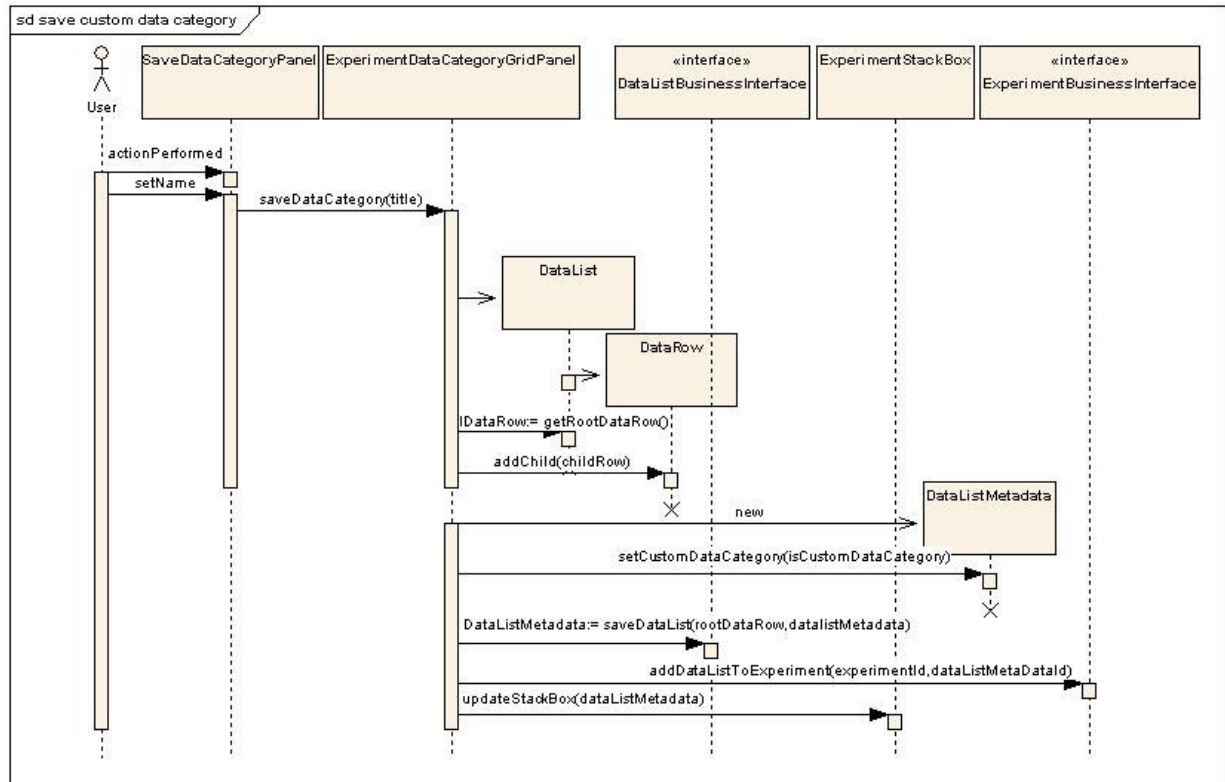 sd save custom data category
User
SaveDataCategoryPanel
ExperimentDataCategoryGridPanel
«interface»
DataListBusinessInterface
ExperimentStackBox
«interface»
ExperimentBusinessInterface
actionPerformed
setName
saveDataCategory(title)
DataList
DataRow
IDataRow:= getRootDataRow()
addChild(childRow)
DataListMetadata
new
setCustomDataCategory(isCustomDataCategory)
DataListMetadata:= saveDataList(rootDataRow,datalistMetadata)
addDataListToExperiment(experimentId,dataListMetaDataId)
updateStackBox(dataListMetadata)